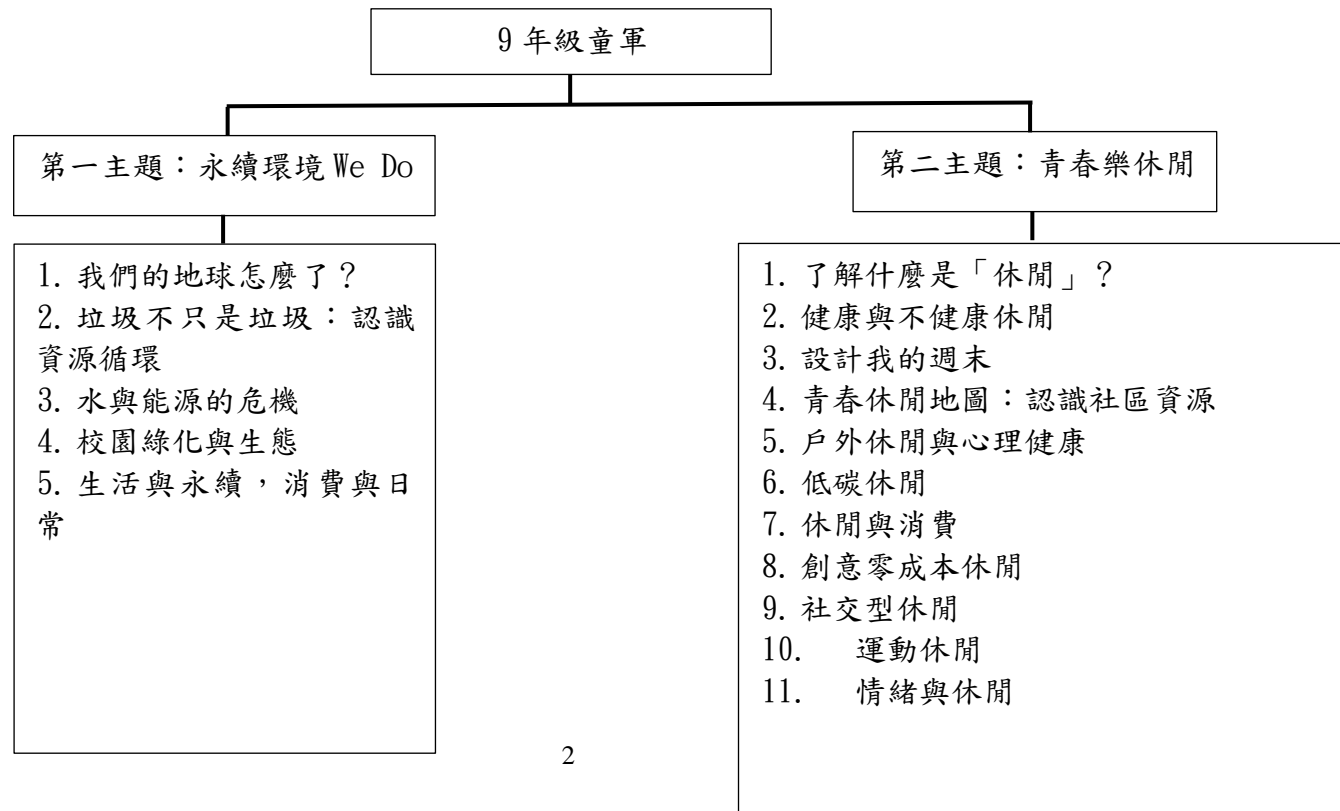 9 年級童軍
第一主題：永續環境 We Do
1. 我們的地球怎麼了？
2. 垃圾不只是垃圾：認識
資源循環
3. 水與能源的危機
4. 校園綠化與生態
5. 生活與永續，消費與日
常
第二主題：青春樂休閒
1. 了解什麼是「休閒」？
2. 健康與不健康休閒
3. 設計我的週末
4. 青春休閒地圖：認識社區資源
5. 戶外休閒與心理健康
6. 低碳休閒
7. 休閒與消費
8. 創意零成本休閒
9. 社交型休閒
10. 運動休閒
11. 情緒與休閒
2